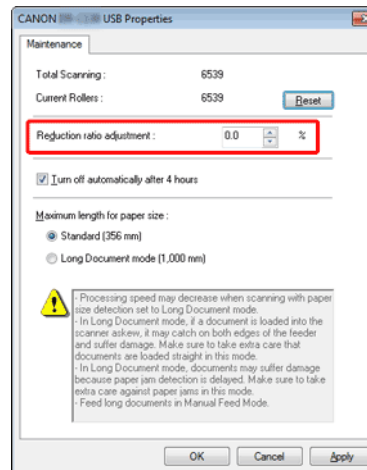 CANON USB Properties
Maintenance
Total Scanning : 6539
Current Rollers : 6539 Reset
Reduction ratio adjustment : 0.0 %
Turn off automatically after 4 hours
Maximum length for paper size :
Standard (356 mm)
Long Document mode (1,000 mm)
- Processing speed may decrease when scanning with paper
size detection set to Long Document mode.
- In Long Document mode, if a document is loaded into the
scanner askew, it may catch on both edges of the feeder
and suffer damage. Make sure to take extra care that
documents are loaded straight in this mode.
- In Long Document mode, documents may suffer damage
because paper jam detection is delayed. Make sure to take
extra care against paper jams in this mode.
- Feed long documents in Manual Feed Mode.
OK Cancel Apply